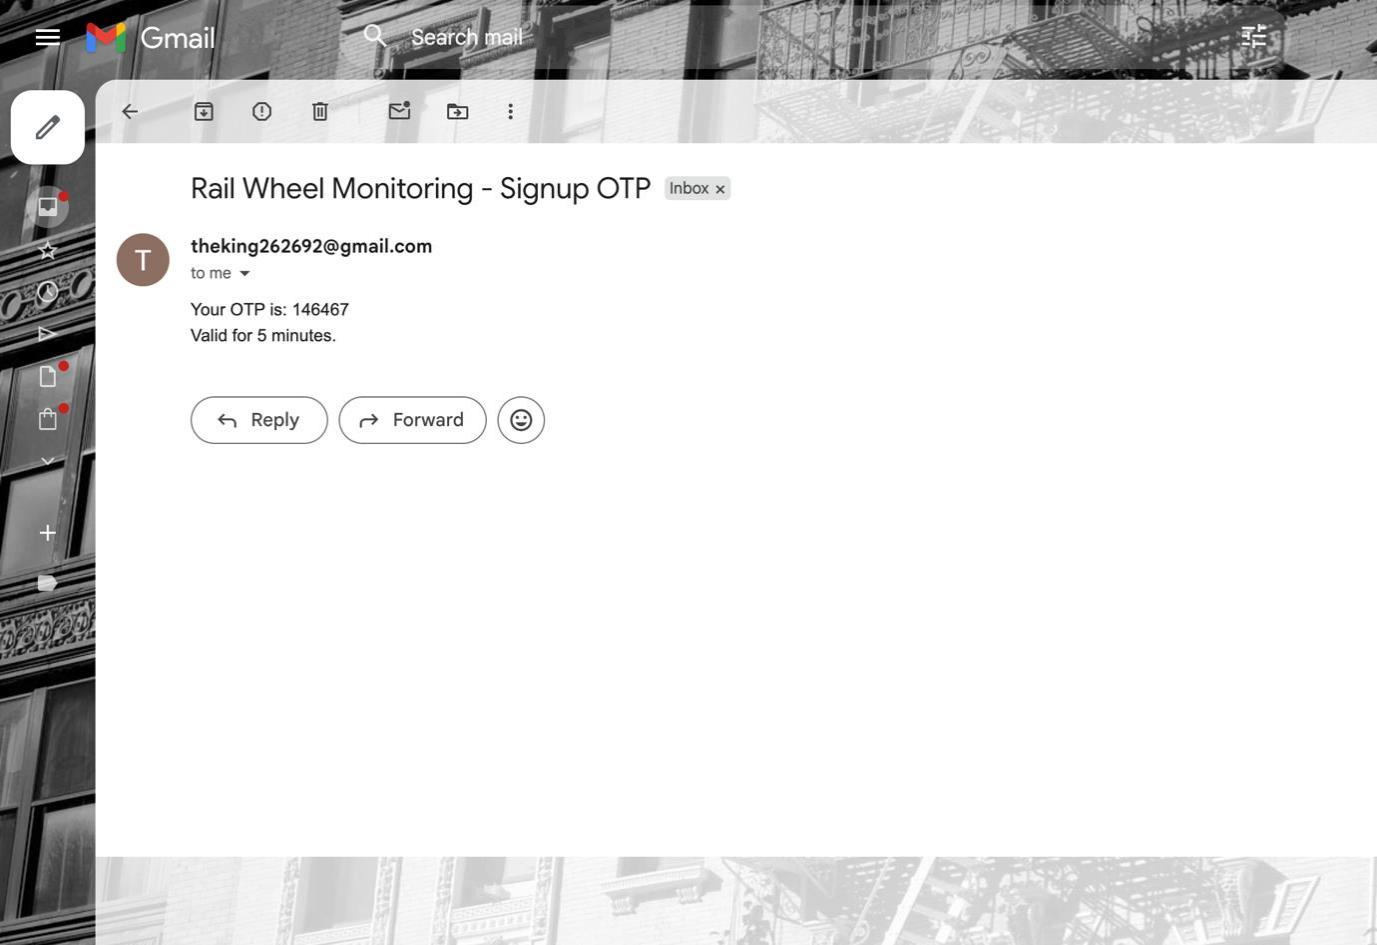 Gmail
Search mail
Rail Wheel Monitoring - Signup OTP Inbox ×
T
theking262692@gmail.com
to me
Your OTP is: 146467
Valid for 5 minutes.
Reply Forward